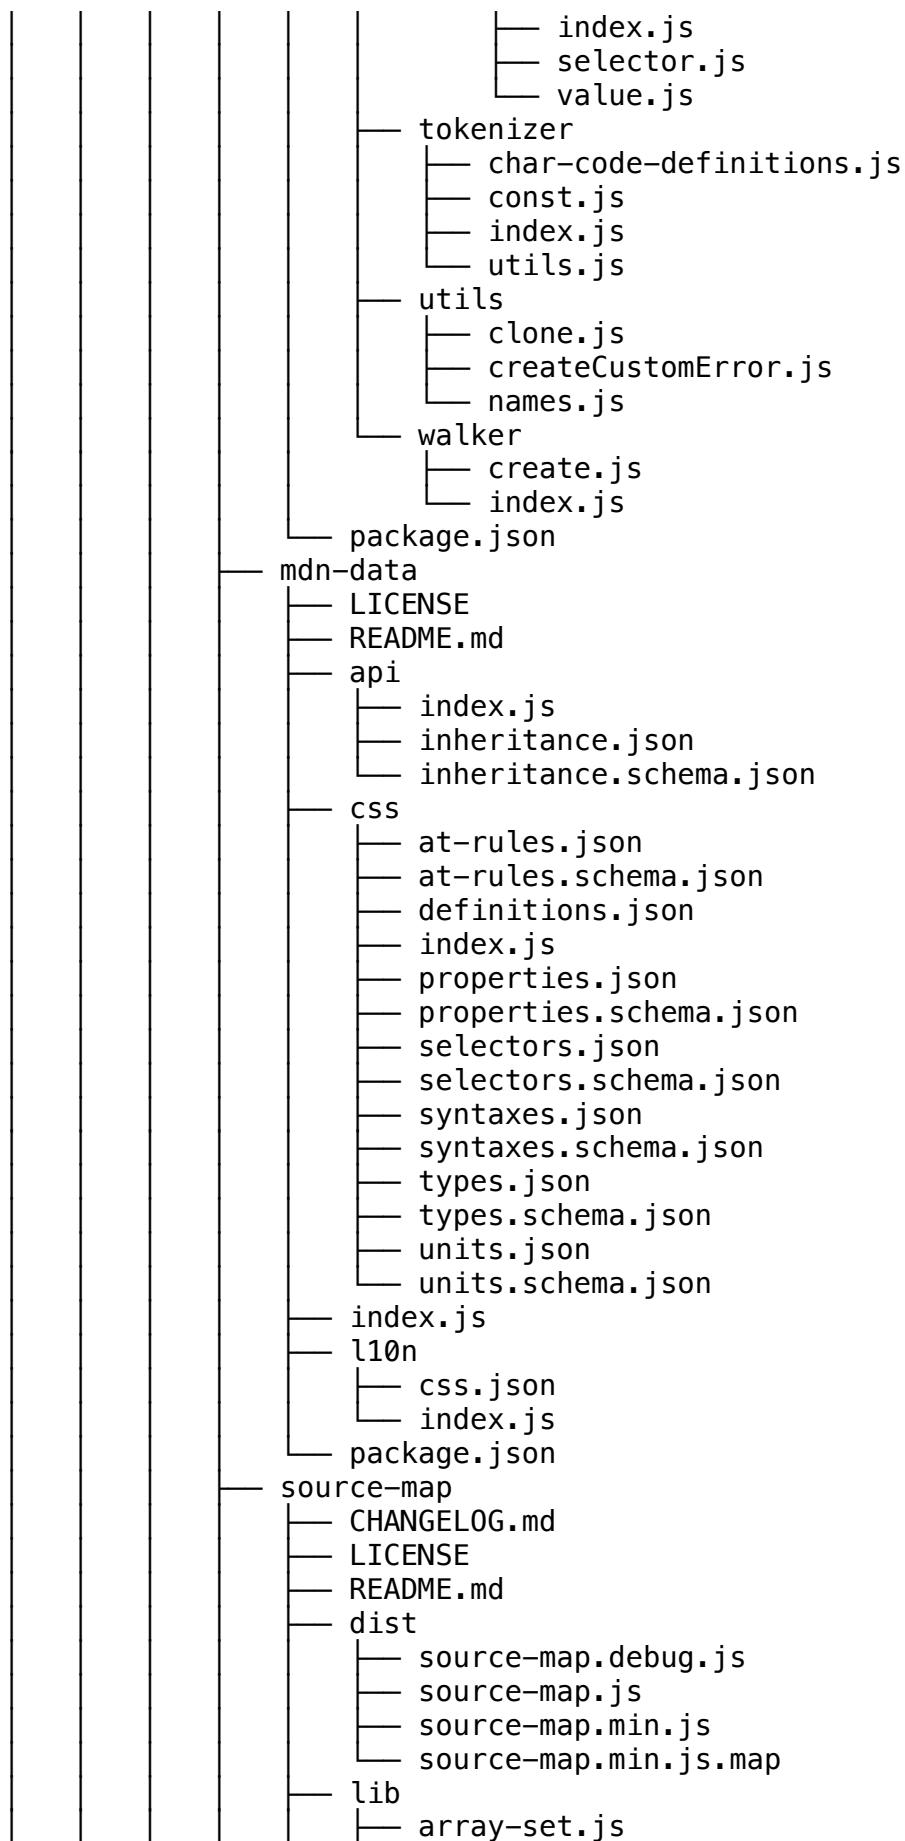 index.js
selector.js
value.js
tokenizer
char-code-definitions.js
const.js
index.js
utils.js
utils
clone.js
createCustomError.js
names.js
walker
create.js
index.js
package.json
mdn-data
LICENSE
README.md
api
index.js
inheritance.json
inheritance.schema.json
css
at-rules.json
at-rules.schema.json
definitions.json
index.js
properties.json
properties.schema.json
selectors.json
selectors.schema.json
syntaxes.json
syntaxes.schema.json
types.json
types.schema.json
units.json
units.schema.json
index.js
l10n
css.json
index.js
package.json
source-map
CHANGELOG.md
LICENSE
README.md
dist
source-map.debug.js
source-map.js
source-map.min.js
source-map.min.js.map
lib
array-set.js